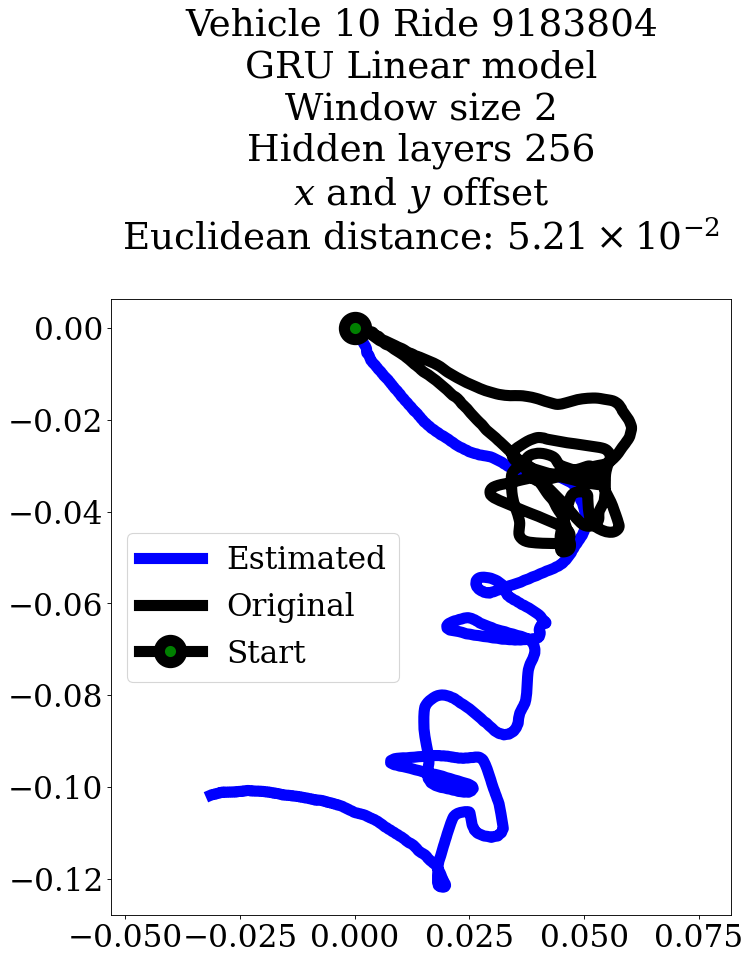 Vehicle 10 Ride 9183804
GRU Linear model
Window size 2
Hidden layers 256
x and y offset
Euclidean distance: 5.21 × 10⁻²
0.00
−0.02
−0.04
−0.06
−0.08
−0.10
−0.12
Estimated
Original
Start
−0.050 −0.025 0.000 0.025 0.050 0.075